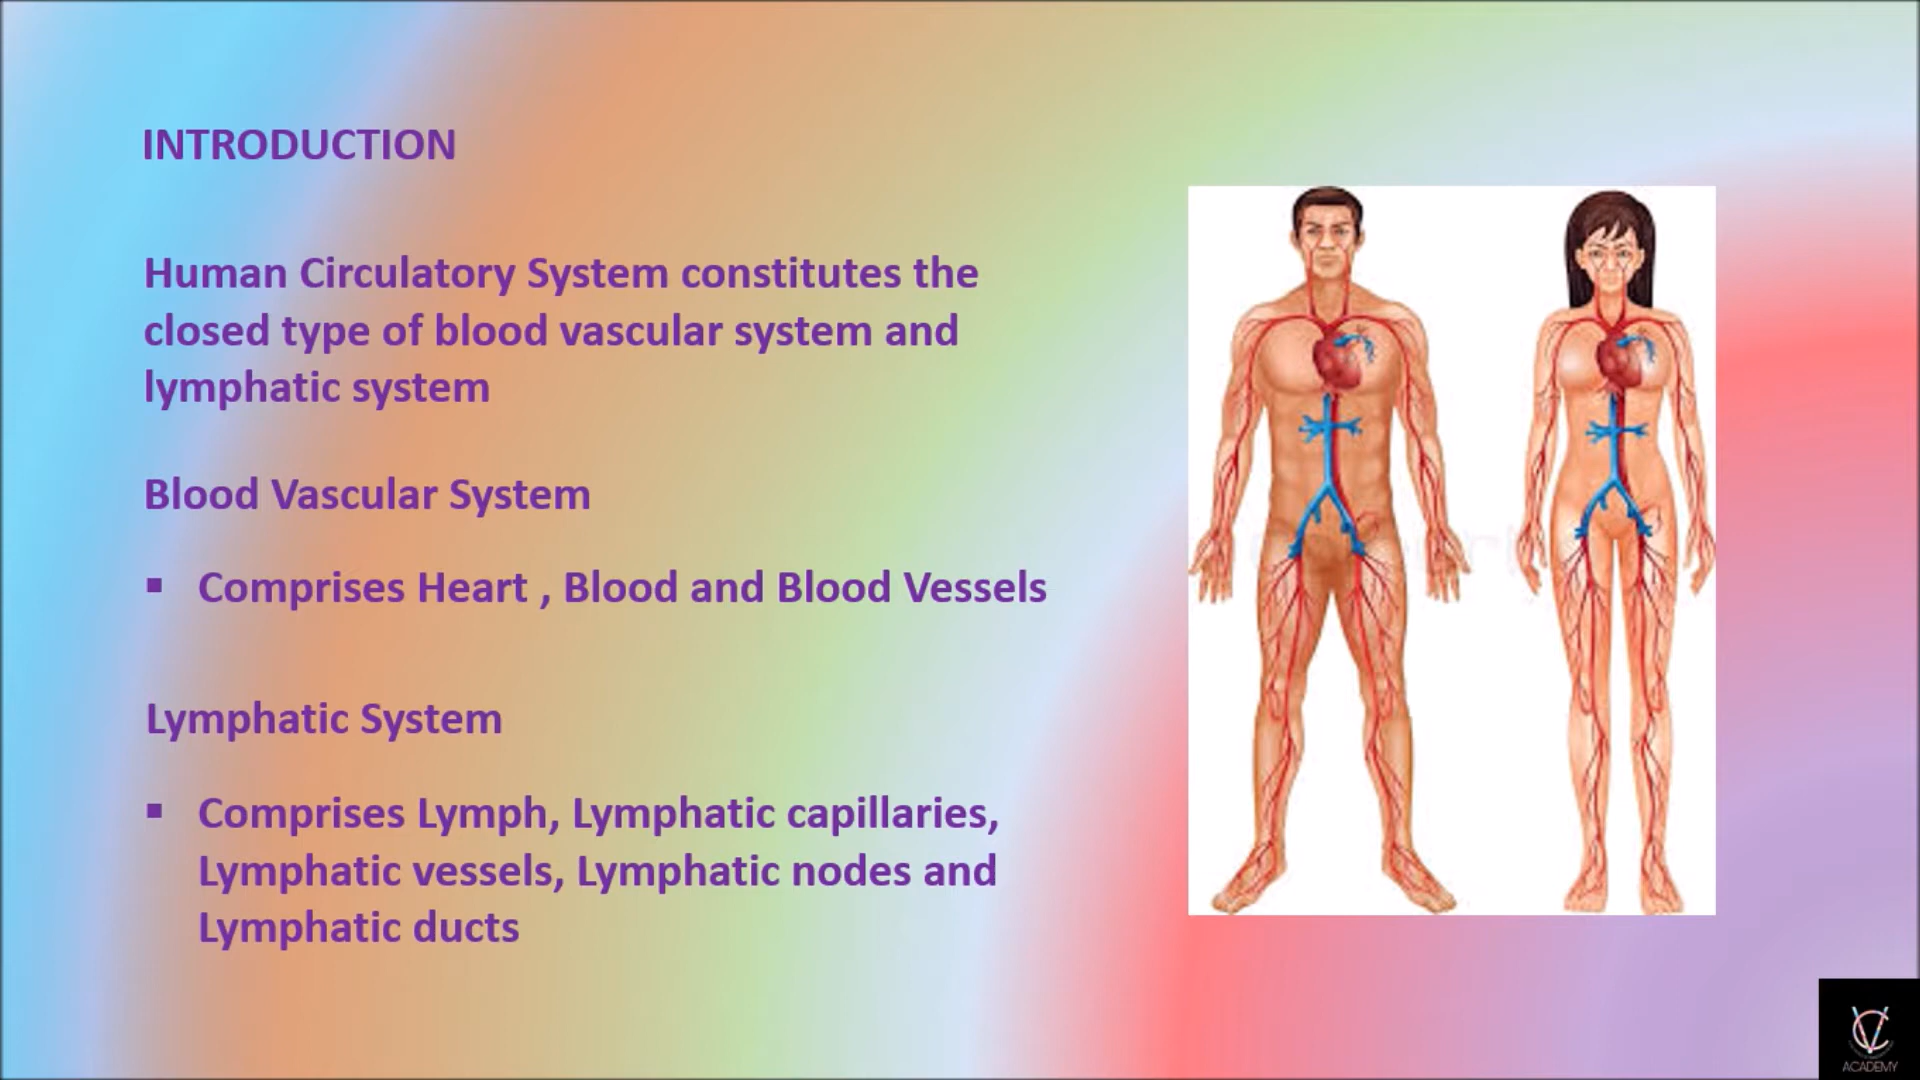 INTRODUCTION
Human Circulatory System constitutes the
closed type of blood vascular system and
lymphatic system
Blood Vascular System
▪ Comprises Heart , Blood and Blood Vessels
Lymphatic System
▪ Comprises Lymph, Lymphatic capillaries,
Lymphatic vessels, Lymphatic nodes and
Lymphatic ducts
ACADEMY